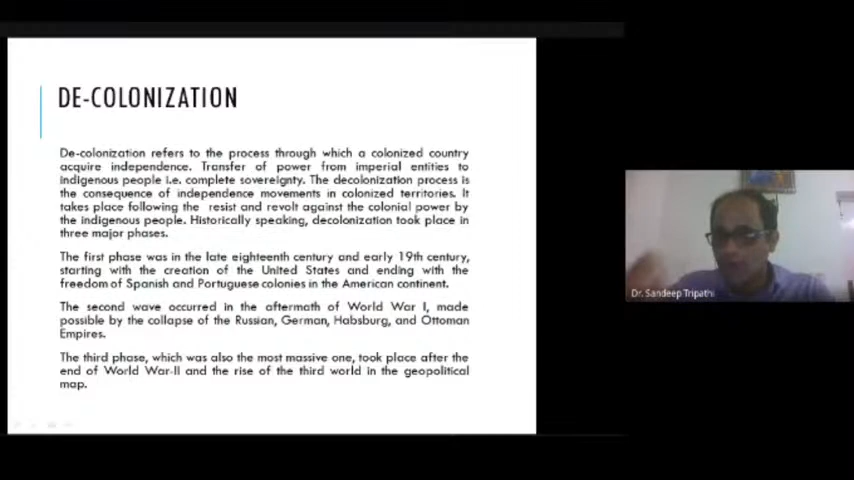 DE-COLONIZATION
De-colonization refers to the process through which a colonized country
acquire independence. Transfer of power from imperial entities to
indigenous people i.e. complete sovereignty. The decolonization process is
the consequence of independence movements in colonized territories. It
takes place following the resist and revolt against the colonial power by
the indigenous people. Historically speaking, decolonization took place in
three major phases.
The first phase was in the late eighteenth century and early 19th century,
starting with the creation of the United States and ending with the
freedom of Spanish and Portuguese colonies in the American continent.
The second wave occurred in the aftermath of World War I, made
possible by the collapse of the Russian, German, Habsburg, and Ottoman
Empires.
The third phase, which was also the most massive one, took place after the
end of World War-II and the rise of the third world in the geopolitical
map.
Dr. Sandeep Tripathi